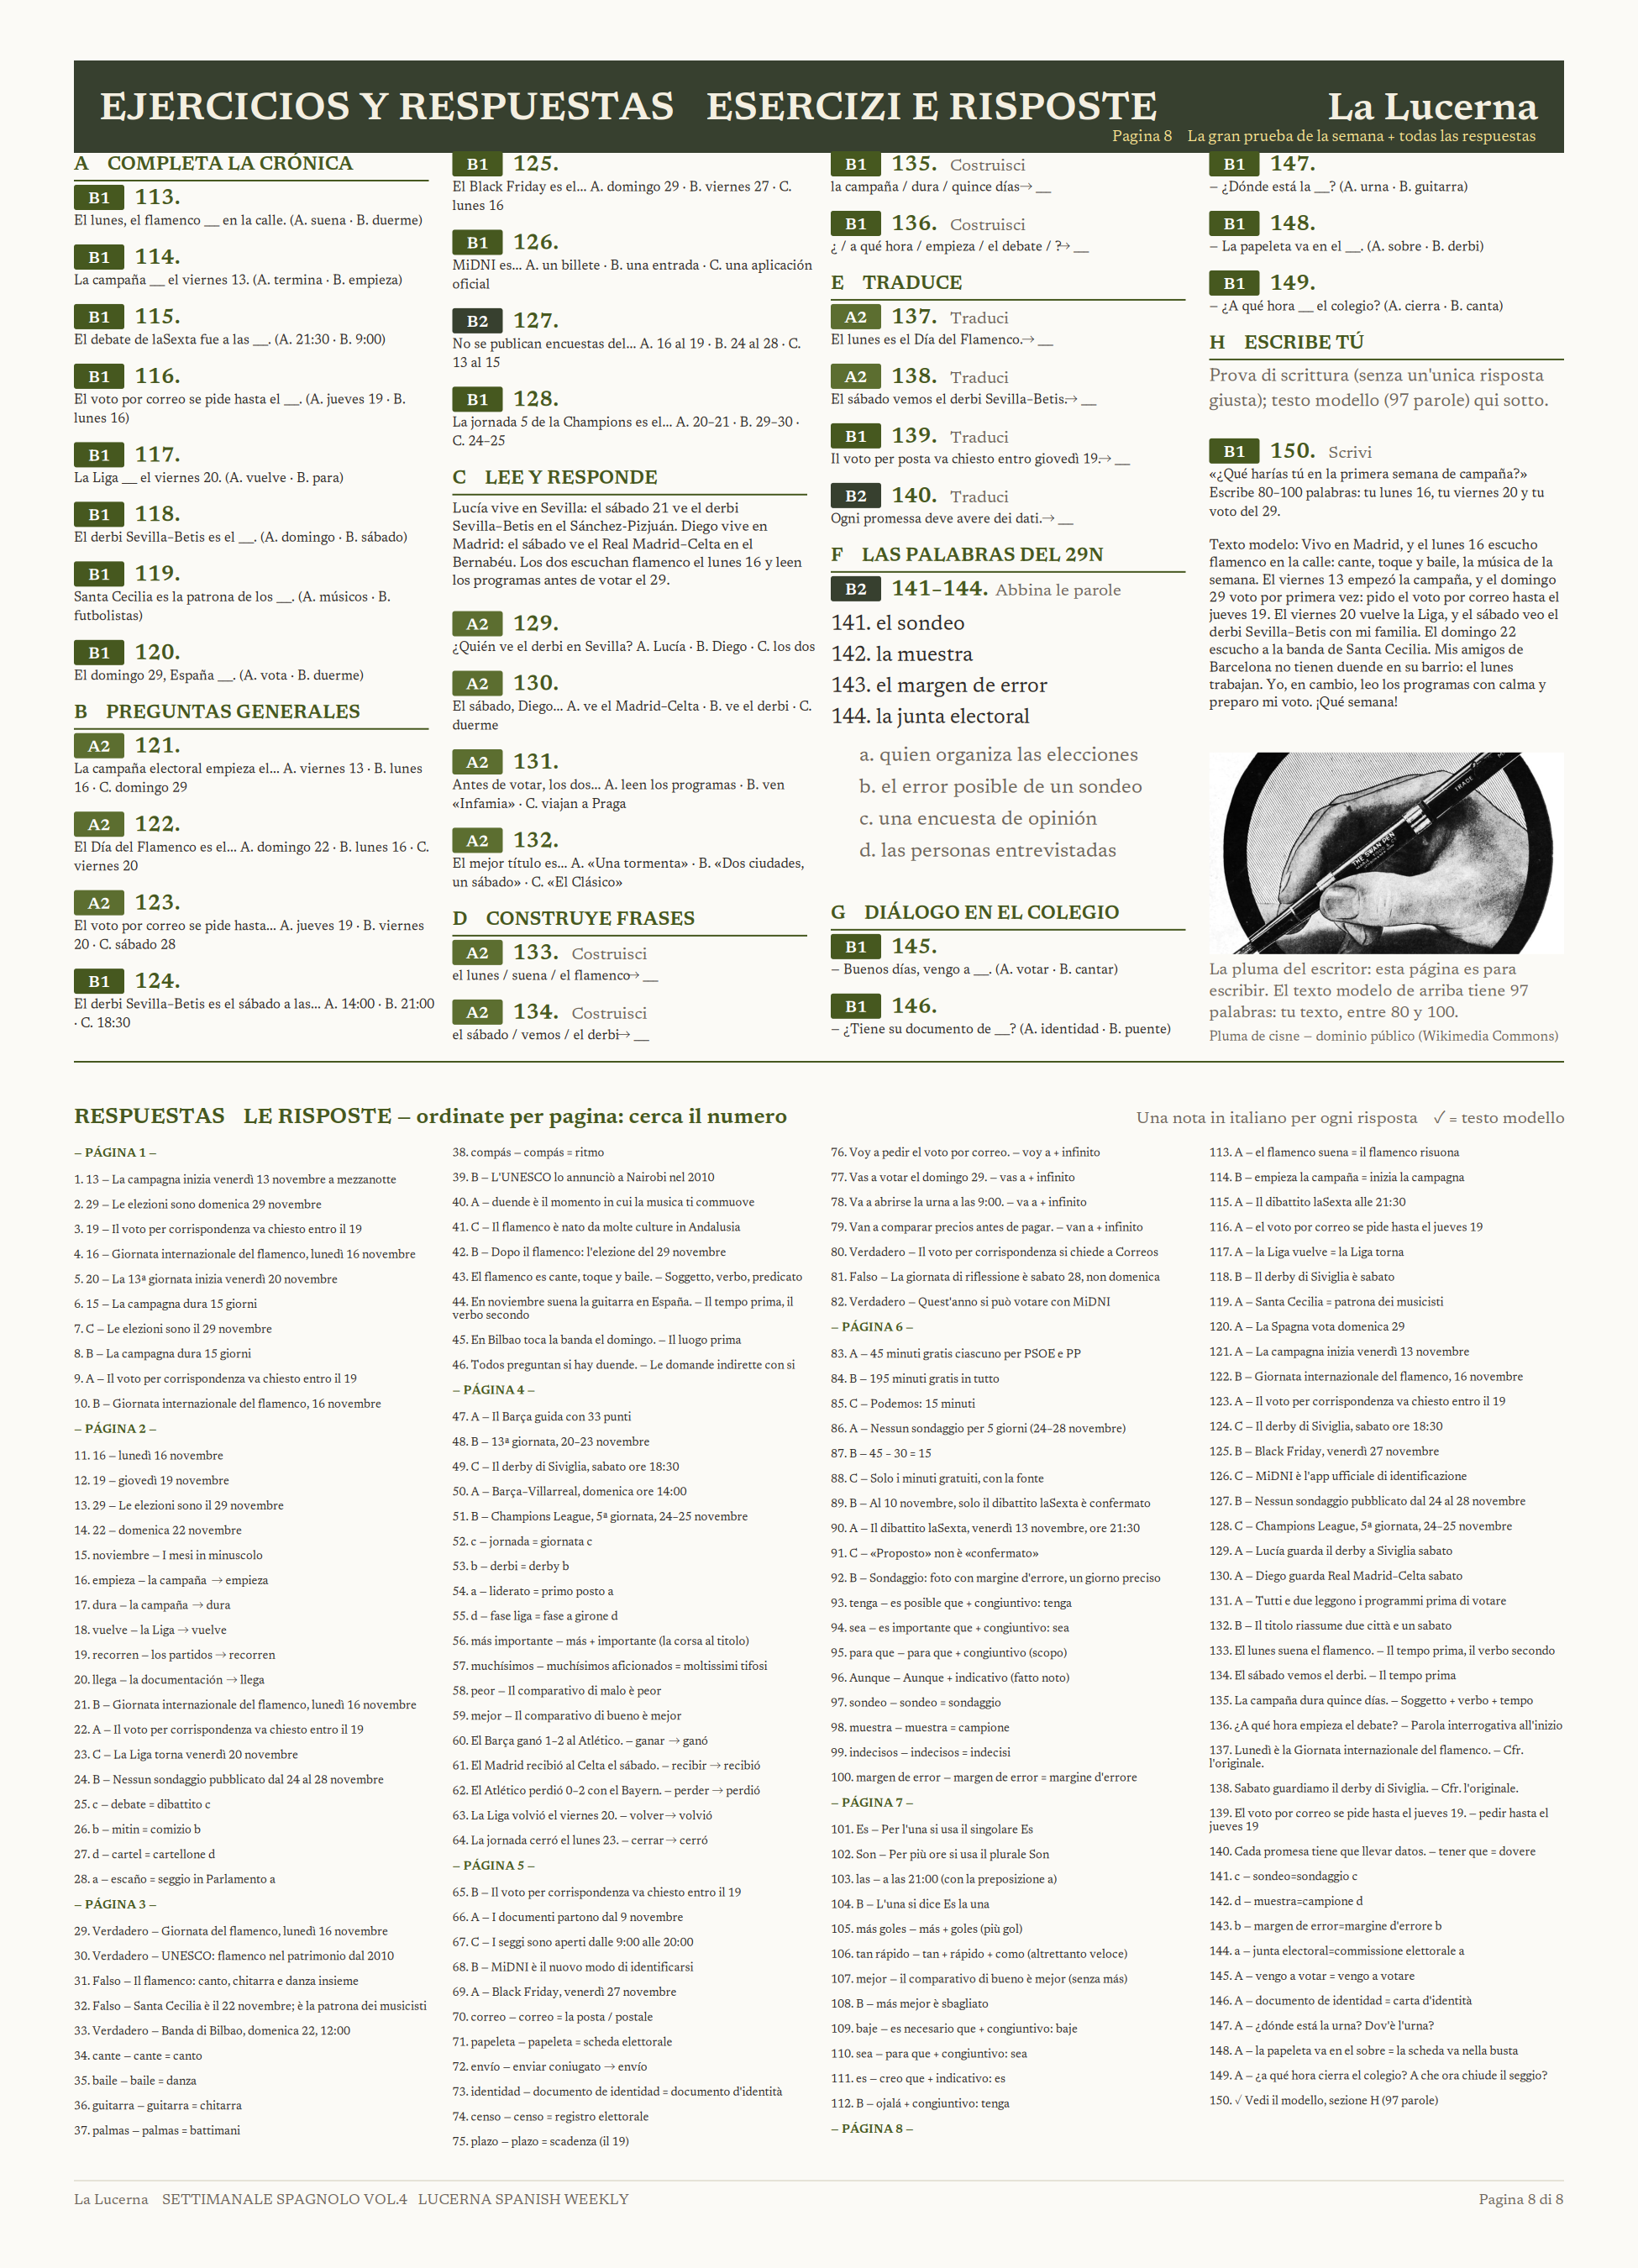 EJERCICIOS Y RESPUESTAS ESERCIZI E RISPOSTE
La Lucerna
Pagina 8 La gran prueba de la semana + todas las respuestas
A COMPLETA LA CRÓNICA
B1 113.
El lunes, el flamenco __ en la calle. (A. suena · B. duerme)
B1 114.
La campaña __ el viernes 13. (A. termina · B. empieza)
B1 115.
El debate de laSexta fue a las __. (A. 21:30 · B. 9:00)
B1 116.
El voto por correo se pide hasta el __. (A. jueves 19 · B.
lunes 16)
B1 117.
La Liga __ el viernes 20. (A. vuelve · B. para)
B1 118.
El derbi Sevilla–Betis es el __. (A. domingo · B. sábado)
B1 119.
Santa Cecilia es la patrona de los __. (A. músicos · B.
futbolistas)
B1 120.
El domingo 29, España __. (A. vota · B. duerme)
B PREGUNTAS GENERALES
A2 121.
La campaña electoral empieza el... A. viernes 13 · B. lunes
16 · C. domingo 29
A2 122.
El Día del Flamenco es el... A. domingo 22 · B. lunes 16 · C.
viernes 20
A2 123.
El voto por correo se pide hasta... A. jueves 19 · B. viernes
20 · C. sábado 28
B1 124.
El derbi Sevilla–Betis es el sábado a las... A. 14:00 · B. 21:00
· C. 18:30
B1 125.
El Black Friday es el... A. domingo 29 · B. viernes 27 · C.
lunes 16
B1 126.
MiDNI es... A. un billete · B. una entrada · C. una aplicación
oficial
B2 127.
No se publican encuestas del... A. 16 al 19 · B. 24 al 28 · C.
13 al 15
B1 128.
La jornada 5 de la Champions es el... A. 20–21 · B. 29–30 ·
C. 24–25
C LEE Y RESPONDE
Lucía vive en Sevilla: el sábado 21 ve el derbi
Sevilla–Betis en el Sánchez-Pizjuán. Diego vive en
Madrid: el sábado ve el Real Madrid–Celta en el
Bernabéu. Los dos escuchan flamenco el lunes 16 y leen
los programas antes de votar el 29.
A2 129.
¿Quién ve el derbi en Sevilla? A. Lucía · B. Diego · C. los dos
A2 130.
El sábado, Diego... A. ve el Madrid–Celta · B. ve el derbi · C.
duerme
A2 131.
Antes de votar, los dos... A. leen los programas · B. ven
«Infamia» · C. viajan a Praga
A2 132.
El mejor título es... A. «Una tormenta» · B. «Dos ciudades,
un sábado» · C. «El Clásico»
D CONSTRUYE FRASES
A2 133. Costruisci
el lunes / suena / el flamenco→ __
A2 134. Costruisci
el sábado / vemos / el derbi→ __
B1 135. Costruisci
la campaña / dura / quince días→ __
B1 136. Costruisci
¿ / a qué hora / empieza / el debate / ?→ __
E TRADUCE
A2 137. Traduci
El lunes es el Día del Flamenco.→ __
A2 138. Traduci
El sábado vemos el derbi Sevilla–Betis.→ __
B1 139. Traduci
Il voto per posta va chiesto entro giovedì 19.→ __
B2 140. Traduci
Ogni promessa deve avere dei dati.→ __
F LAS PALABRAS DEL 29N
B2 141–144. Abbina le parole
141. el sondeo
142. la muestra
143. el margen de error
144. la junta electoral
a. quien organiza las elecciones
b. el error posible de un sondeo
c. una encuesta de opinión
d. las personas entrevistadas
G DIÁLOGO EN EL COLEGIO
B1 145.
– Buenos días, vengo a __. (A. votar · B. cantar)
B1 146.
– ¿Tiene su documento de __? (A. identidad · B. puente)
B1 147.
– ¿Dónde está la __? (A. urna · B. guitarra)
B1 148.
– La papeleta va en el __. (A. sobre · B. derbi)
B1 149.
– ¿A qué hora __ el colegio? (A. cierra · B. canta)
H ESCRIBE TÚ
Prova di scrittura (senza un'unica risposta
giusta); testo modello (97 parole) qui sotto.
B1 150. Scrivi
«¿Qué harías tú en la primera semana de campaña?»
Escribe 80–100 palabras: tu lunes 16, tu viernes 20 y tu
voto del 29.
Texto modelo: Vivo en Madrid, y el lunes 16 escucho
flamenco en la calle: cante, toque y baile, la música de la
semana. El viernes 13 empezó la campaña, y el domingo
29 voto por primera vez: pido el voto por correo hasta el
jueves 19. El viernes 20 vuelve la Liga, y el sábado veo el
derbi Sevilla–Betis con mi familia. El domingo 22
escucho a la banda de Santa Cecilia. Mis amigos de
Barcelona no tienen duende en su barrio: el lunes
trabajan. Yo, en cambio, leo los programas con calma y
preparo mi voto. ¡Qué semana!
THE SWAN PEN
TRADE
La pluma del escritor: esta página es para
escribir. El texto modelo de arriba tiene 97
palabras: tu texto, entre 80 y 100.
Pluma de cisne — dominio público (Wikimedia Commons)
RESPUESTAS LE RISPOSTE — ordinate per pagina: cerca il numero
Una nota in italiano per ogni risposta ✓ = testo modello
— PÁGINA 1 —
1. 13 — La campagna inizia venerdì 13 novembre a mezzanotte
2. 29 — Le elezioni sono domenica 29 novembre
3. 19 — Il voto per corrispondenza va chiesto entro il 19
4. 16 — Giornata internazionale del flamenco, lunedì 16 novembre
5. 20 — La 13ª giornata inizia venerdì 20 novembre
6. 15 — La campagna dura 15 giorni
7. C — Le elezioni sono il 29 novembre
8. B — La campagna dura 15 giorni
9. A — Il voto per corrispondenza va chiesto entro il 19
10. B — Giornata internazionale del flamenco, 16 novembre
— PÁGINA 2 —
11. 16 — lunedì 16 novembre
12. 19 — giovedì 19 novembre
13. 29 — Le elezioni sono il 29 novembre
14. 22 — domenica 22 novembre
15. noviembre — I mesi in minuscolo
16. empieza — la campaña → empieza
17. dura — la campaña → dura
18. vuelve — la Liga → vuelve
19. recorren — los partidos → recorren
20. llega — la documentación → llega
21. B — Giornata internazionale del flamenco, lunedì 16 novembre
22. A — Il voto per corrispondenza va chiesto entro il 19
23. C — La Liga torna venerdì 20 novembre
24. B — Nessun sondaggio pubblicato dal 24 al 28 novembre
25. c — debate = dibattito c
26. b — mitin = comizio b
27. d — cartel = cartellone d
28. a — escaño = seggio in Parlamento a
— PÁGINA 3 —
29. Verdadero — Giornata del flamenco, lunedì 16 novembre
30. Verdadero — UNESCO: flamenco nel patrimonio dal 2010
31. Falso — Il flamenco: canto, chitarra e danza insieme
32. Falso — Santa Cecilia è il 22 novembre; è la patrona dei musicisti
33. Verdadero — Banda di Bilbao, domenica 22, 12:00
34. cante — cante = canto
35. baile — baile = danza
36. guitarra — guitarra = chitarra
37. palmas — palmas = battimani
38. compás — compás = ritmo
39. B — L'UNESCO lo annunciò a Nairobi nel 2010
40. A — duende è il momento in cui la musica ti commuove
41. C — Il flamenco è nato da molte culture in Andalusia
42. B — Dopo il flamenco: l'elezione del 29 novembre
43. El flamenco es cante, toque y baile. — Soggetto, verbo, predicato
44. En noviembre suena la guitarra en España. — Il tempo prima, il
verbo secondo
45. En Bilbao toca la banda el domingo. — Il luogo prima
46. Todos preguntan si hay duende. — Le domande indirette con si
— PÁGINA 4 —
47. A — Il Barça guida con 33 punti
48. B — 13ª giornata, 20–23 novembre
49. C — Il derby di Siviglia, sabato ore 18:30
50. A — Barça–Villarreal, domenica ore 14:00
51. B — Champions League, 5ª giornata, 24–25 novembre
52. c — jornada = giornata c
53. b — derbi = derby b
54. a — liderato = primo posto a
55. d — fase liga = fase a girone d
56. más importante — más + importante (la corsa al titolo)
57. muchísimos — muchísimos aficionados = moltissimi tifosi
58. peor — Il comparativo di malo è peor
59. mejor — Il comparativo di bueno è mejor
60. El Barça ganó 1–2 al Atlético. — ganar → ganó
61. El Madrid recibió al Celta el sábado. — recibir → recibió
62. El Atlético perdió 0–2 con el Bayern. — perder → perdió
63. La Liga volvió el viernes 20. — volver → volvió
64. La jornada cerró el lunes 23. — cerrar → cerró
— PÁGINA 5 —
65. B — Il voto per corrispondenza va chiesto entro il 19
66. A — I documenti partono dal 9 novembre
67. C — I seggi sono aperti dalle 9:00 alle 20:00
68. B — MiDNI è il nuovo modo di identificarsi
69. A — Black Friday, venerdì 27 novembre
70. correo — correo = la posta / postale
71. papeleta — papeleta = scheda elettorale
72. envío — enviar coniugato → envío
73. identidad — documento de identidad = documento d'identità
74. censo — censo = registro elettorale
75. plazo — plazo = scadenza (il 19)
76. Voy a pedir el voto por correo. — voy a + infinito
77. Vas a votar el domingo 29. — vas a + infinito
78. Va a abrirse la urna a las 9:00. — va a + infinito
79. Van a comparar precios antes de pagar. — van a + infinito
80. Verdadero — Il voto per corrispondenza si chiede a Correos
81. Falso — La giornata di riflessione è sabato 28, non domenica
82. Verdadero — Quest'anno si può votare con MiDNI
— PÁGINA 6 —
83. A — 45 minuti gratis ciascuno per PSOE e PP
84. B — 195 minuti gratis in tutto
85. C — Podemos: 15 minuti
86. A — Nessun sondaggio per 5 giorni (24–28 novembre)
87. B — 45 – 30 = 15
88. C — Solo i minuti gratuiti, con la fonte
89. B — Al 10 novembre, solo il dibattito laSexta è confermato
90. A — Il dibattito laSexta, venerdì 13 novembre, ore 21:30
91. C — «Proposto» non è «confermato»
92. B — Sondaggio: foto con margine d'errore, un giorno preciso
93. tenga — es posible que + congiuntivo: tenga
94. sea — es importante que + congiuntivo: sea
95. para que — para que + congiuntivo (scopo)
96. Aunque — Aunque + indicativo (fatto noto)
97. sondeo — sondeo = sondaggio
98. muestra — muestra = campione
99. indecisos — indecisos = indecisi
100. margen de error — margen de error = margine d'errore
— PÁGINA 7 —
101. Es — Per l'una si usa il singolare Es
102. Son — Per più ore si usa il plurale Son
103. las — a las 21:00 (con la preposizione a)
104. B — L'una si dice Es la una
105. más goles — más + goles (più gol)
106. tan rápido — tan + rápido + como (altrettanto veloce)
107. mejor — il comparativo di bueno è mejor (senza más)
108. B — más mejor è sbagliato
109. baje — es necesario que + congiuntivo: baje
110. sea — para que + congiuntivo: sea
111. es — creo que + indicativo: es
112. B — ojalá + congiuntivo: tenga
— PÁGINA 8 —
113. A — el flamenco suena = il flamenco risuona
114. B — empieza la campaña = inizia la campagna
115. A — Il dibattito laSexta alle 21:30
116. A — el voto por correo se pide hasta el jueves 19
117. A — la Liga vuelve = la Liga torna
118. B — Il derby di Siviglia è sabato
119. A — Santa Cecilia = patrona dei musicisti
120. A — La Spagna vota domenica 29
121. A — La campagna inizia venerdì 13 novembre
122. B — Giornata internazionale del flamenco, 16 novembre
123. A — Il voto per corrispondenza va chiesto entro il 19
124. C — Il derby di Siviglia, sabato ore 18:30
125. B — Black Friday, venerdì 27 novembre
126. C — MiDNI è l'app ufficiale di identificazione
127. B — Nessun sondaggio pubblicato dal 24 al 28 novembre
128. C — Champions League, 5ª giornata, 24–25 novembre
129. A — Lucía guarda il derby a Siviglia sabato
130. A — Diego guarda Real Madrid–Celta sabato
131. A — Tutti e due leggono i programmi prima di votare
132. B — Il titolo riassume due città e un sabato
133. El lunes suena el flamenco. — Il tempo prima, il verbo secondo
134. El sábado vemos el derbi. — Il tempo prima
135. La campaña dura quince días. — Soggetto + verbo + tempo
136. ¿A qué hora empieza el debate? — Parola interrogativa all'inizio
137. Lunedì è la Giornata internazionale del flamenco. — Cfr.
l'originale.
138. Sabato guardiamo il derby di Siviglia. — Cfr. l'originale.
139. El voto por correo se pide hasta el jueves 19. — pedir hasta el
jueves 19
140. Cada promesa tiene que llevar datos. — tener que = dovere
141. c — sondeo=sondaggio c
142. d — muestra=campione d
143. b — margen de error=margine d'errore b
144. a — junta electoral=commissione elettorale a
145. A — vengo a votar = vengo a votare
146. A — documento de identidad = carta d'identità
147. A — ¿dónde está la urna? Dov'è l'urna?
148. A — la papeleta va en el sobre = la scheda va nella busta
149. A — ¿a qué hora cierra el colegio? A che ora chiude il seggio?
150. ✓ Vedi il modello, sezione H (97 parole)
La Lucerna SETTIMANALE SPAGNOLO VOL.4 LUCERNA SPANISH WEEKLY
Pagina 8 di 8